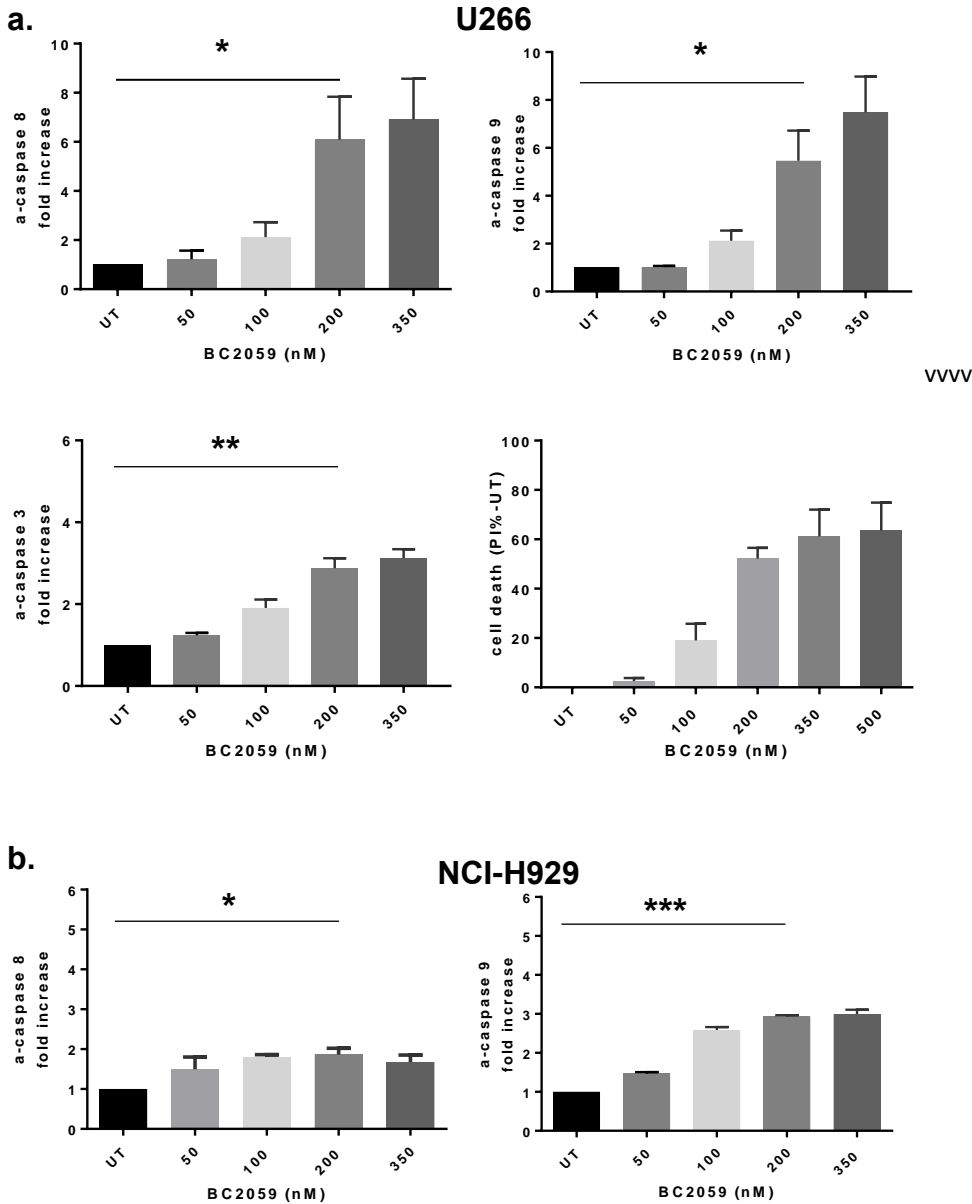 a.
U266
*
a-caspase 8
fold increase
10
8
6
4
2
0
UT
50
100
200
350
BC2059 (nM)
*
a-caspase 9
fold increase
10
8
6
4
2
0
UT
50
100
200
350
BC2059 (nM)
VVVV
**
a-caspase 3
fold increase
6
4
2
0
UT
50
100
200
350
BC2059 (nM)
cell death (PI%-UT)
100
80
60
40
20
0
UT
50
100
200
350
500
BC2059 (nM)
b.
NCI-H929
*
a-caspase 8
fold increase
6
5
4
3
2
1
0
UT
50
100
200
350
BC2059 (nM)
***
a-caspase 9
fold increase
6
5
4
3
2
1
0
UT
50
100
200
350
BC2059 (nM)